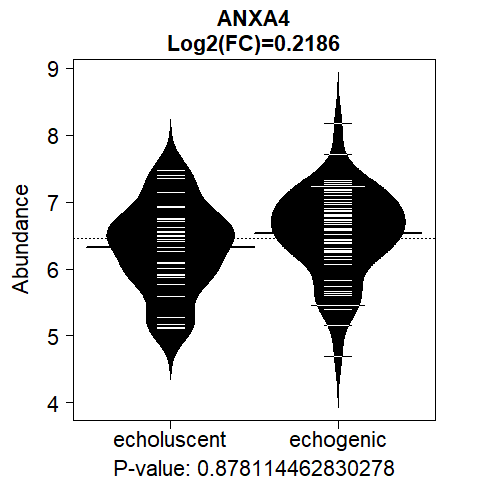 ANXA4
Log2(FC)=0.2186
9
8
7
6
5
4
Abundance
echoluscent
echogenic
P-value: 0.878114462830278